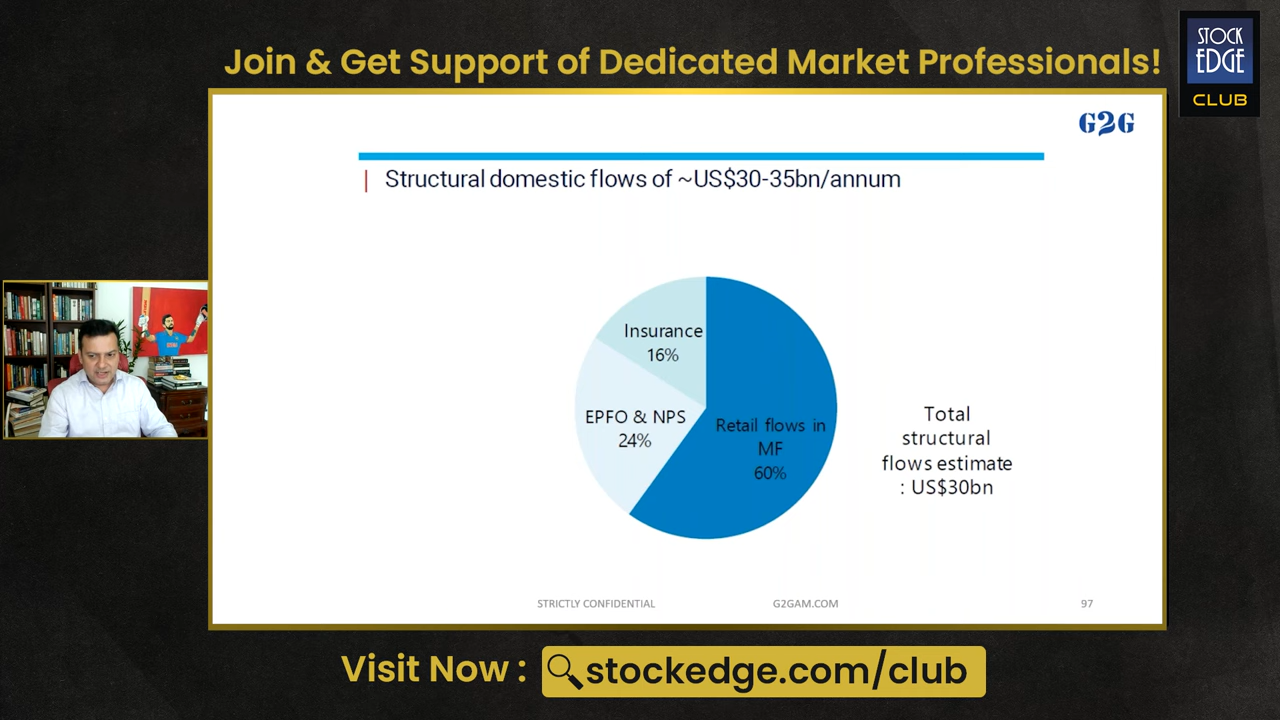 Join & Get Support of Dedicated Market Professionals!
STOCK
EDGE
CLUB
G2G
| Structural domestic flows of ~US$30-35bn/annum
Insurance
16%
EPFO & NPS
24%
Retail flows in
MF
60%
Total
structural
flows estimate
: US$30bn
STRICTLY CONFIDENTIAL
G2GAM.COM
97
Visit Now : stockedge.com/club